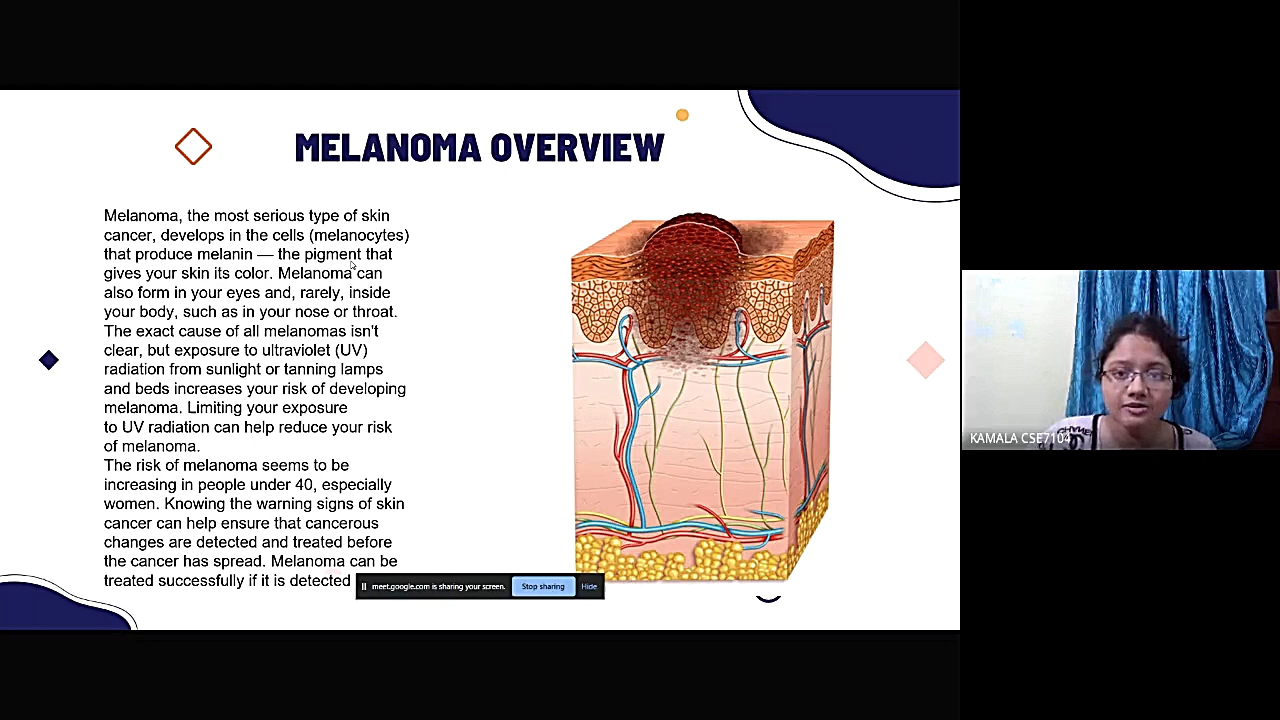 MELANOMA OVERVIEW
Melanoma, the most serious type of skin
cancer, develops in the cells (melanocytes)
that produce melanin — the pigment that
gives your skin its color. Melanoma can
also form in your eyes and, rarely, inside
your body, such as in your nose or throat.
The exact cause of all melanomas isn't
clear, but exposure to ultraviolet (UV)
radiation from sunlight or tanning lamps
and beds increases your risk of developing
melanoma. Limiting your exposure
to UV radiation can help reduce your risk
of melanoma.
The risk of melanoma seems to be
increasing in people under 40, especially
women. Knowing the warning signs of skin
cancer can help ensure that cancerous
changes are detected and treated before
the cancer has spread. Melanoma can be
treated successfully if it is detected
meet.google.com is sharing your screen. Stop sharing Hide
KAMALA CSE7104